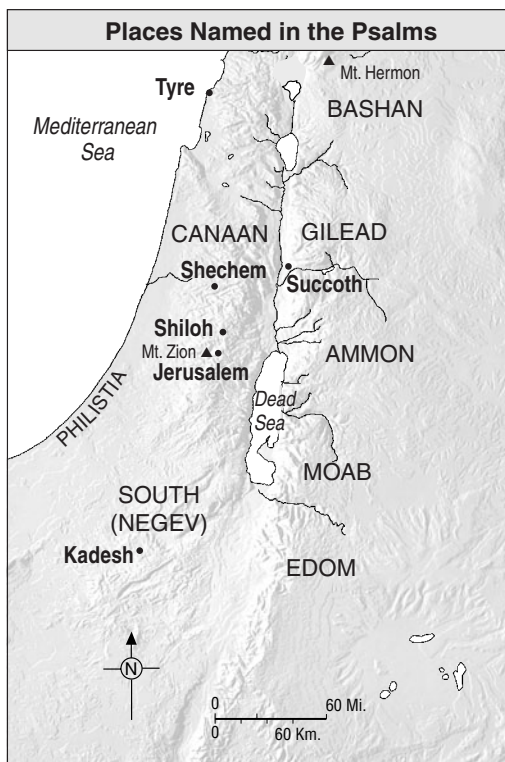 Places Named in the Psalms
Mt. Hermon
Tyre
BASHAN
Mediterranean
Sea
CANAAN
GILEAD
Shechem
Succoth
Shiloh
Mt. Zion
AMMON
Jerusalem
PHILISTIA
Dead
Sea
MOAB
SOUTH
(NEGEV)
Kadesh
EDOM
N
0 60 Mi.
0 60 Km.